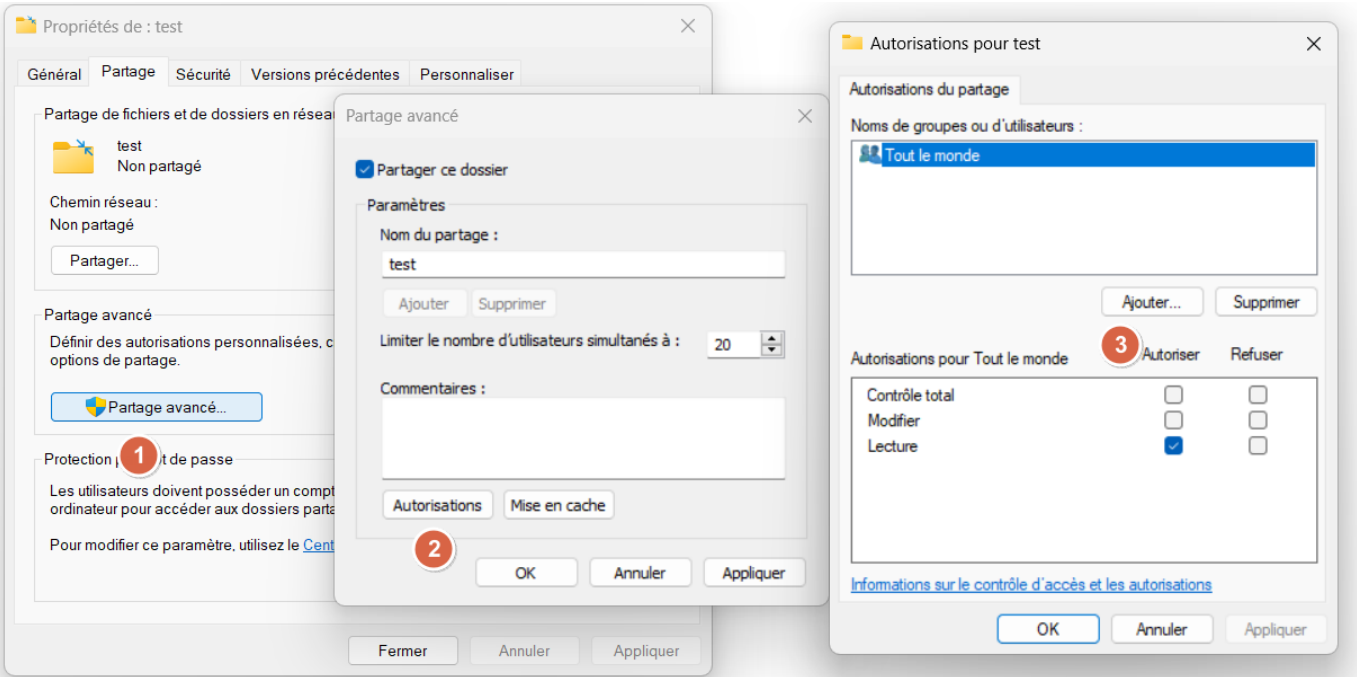 Propriétés de : test
Général
Partage
Sécurité
Versions précédentes
Personnaliser
Partage de fichiers et de dossiers en
test
Non partagé
Chemin réseau :
Non partagé
Partager...
Partage avancé
Définir des autorisations personnalisées,
options de partage.
Partage avancé...
1
Protection de passe
Les utilisateurs doivent posséder un
ordinateur pour accéder aux dossiers
Pour modifier ce paramètre, utilisez le
Fermer
Annuler
Appliquer
Partage avancé
Partager ce dossier
Paramètres
Nom du partage :
test
Ajouter
Supprimer
Limiter le nombre d'utilisateurs simultanés à :
20
Commentaires :
Autorisations
Mise en cache
2
OK
Annuler
Appliquer
Autorisations pour test
Autorisations du partage
Noms de groupes ou d'utilisateurs :
Tout le monde
Ajouter...
Supprimer
3
Autorisations pour Tout le monde
Autoriser
Refuser
Contrôle total
Modifier
Lecture
Informations sur le contrôle d'accès et les autorisations
OK
Annuler
Appliquer